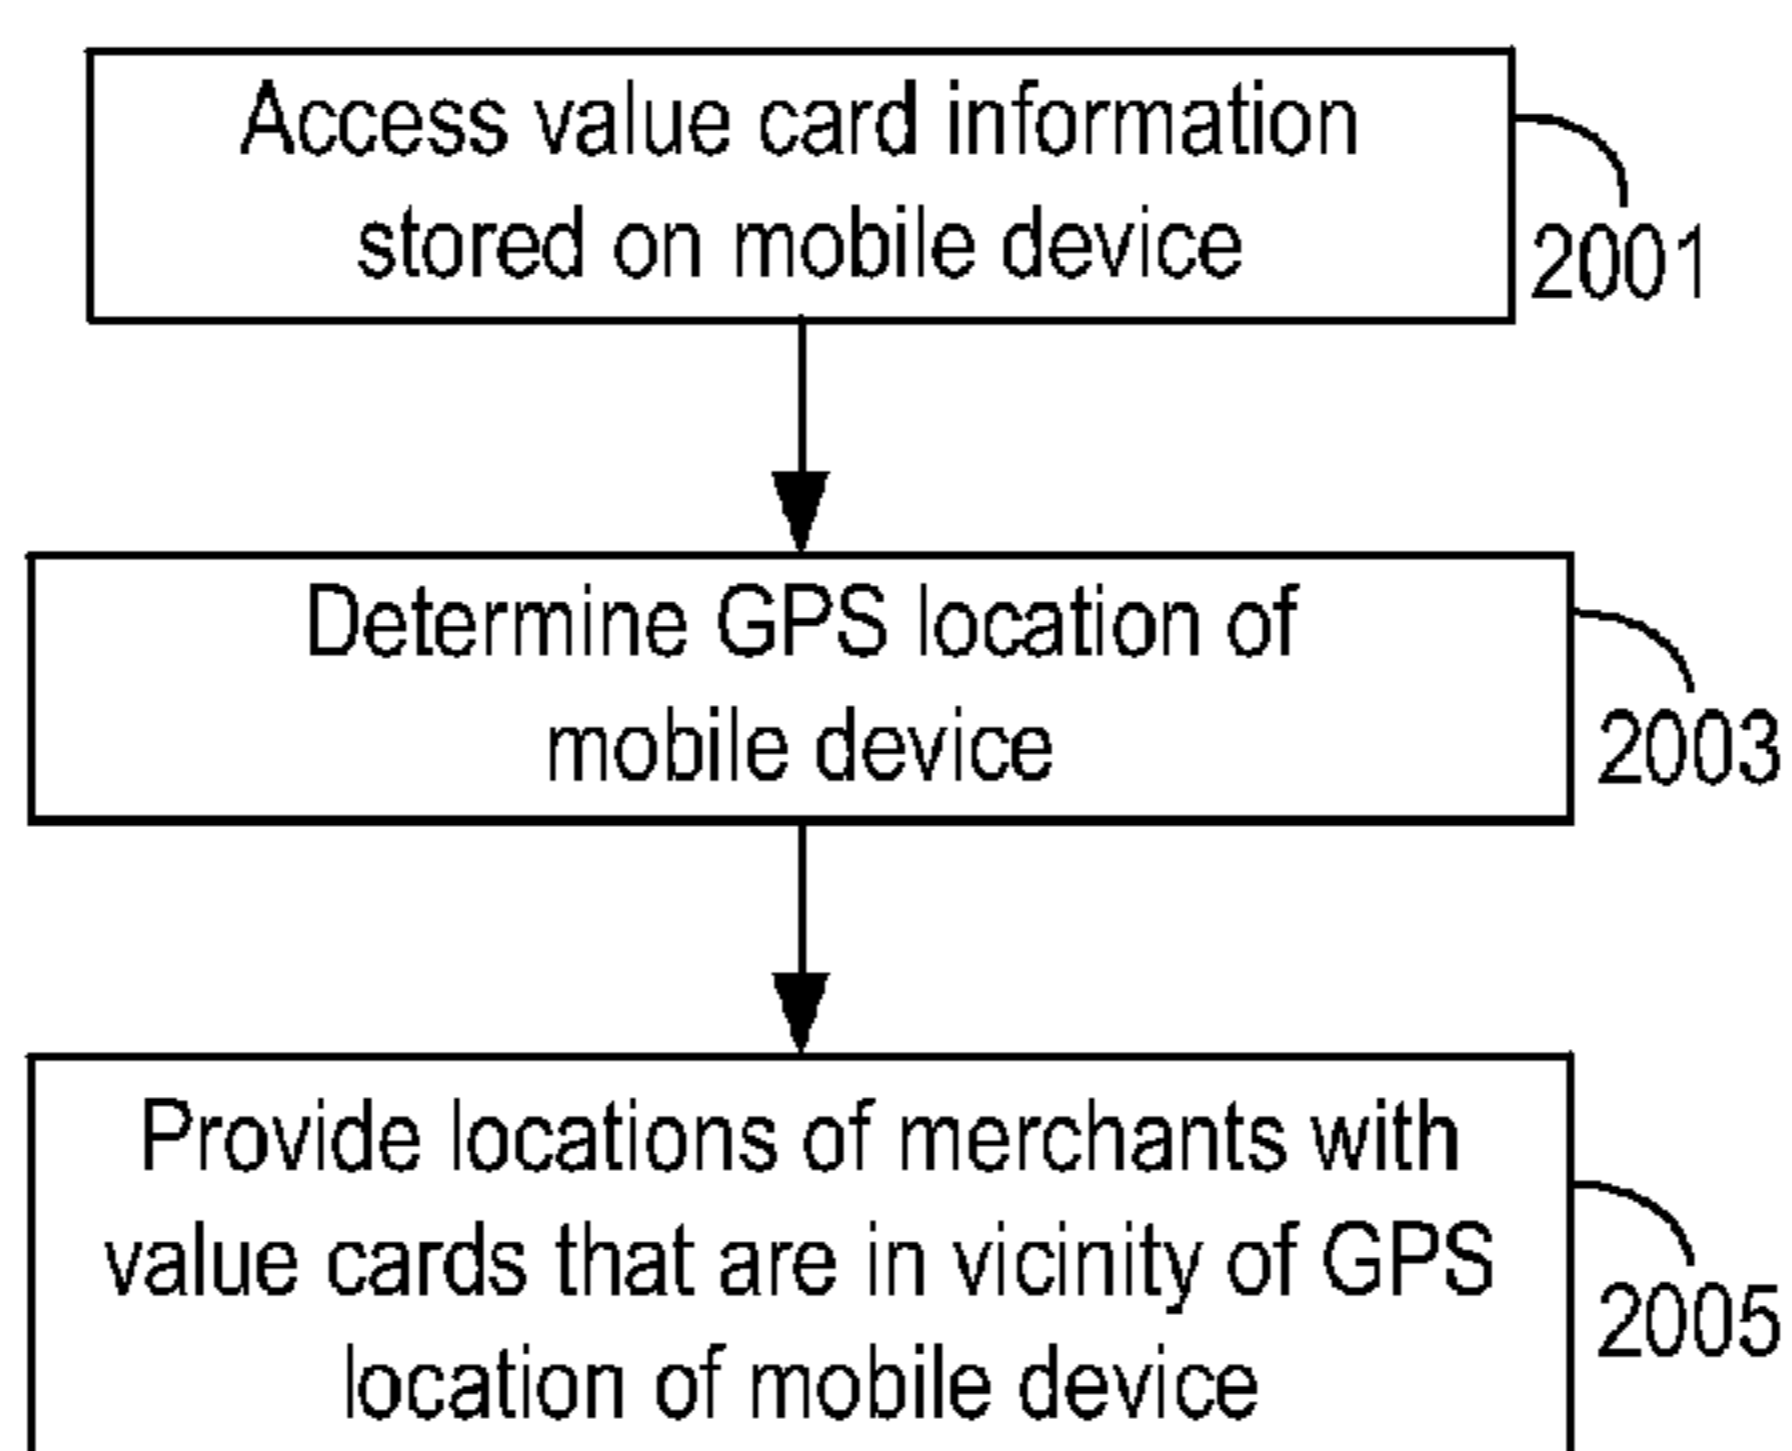 Access value card information
stored on mobile device
2001
Determine GPS location of
mobile device
2003
Provide locations of merchants with
value cards that are in vicinity of GPS
location of mobile device
2005